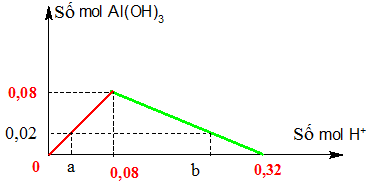 Số mol Al(OH)₃
0,08
0,02
Số mol H⁺
0
a
0,08
b
0,32